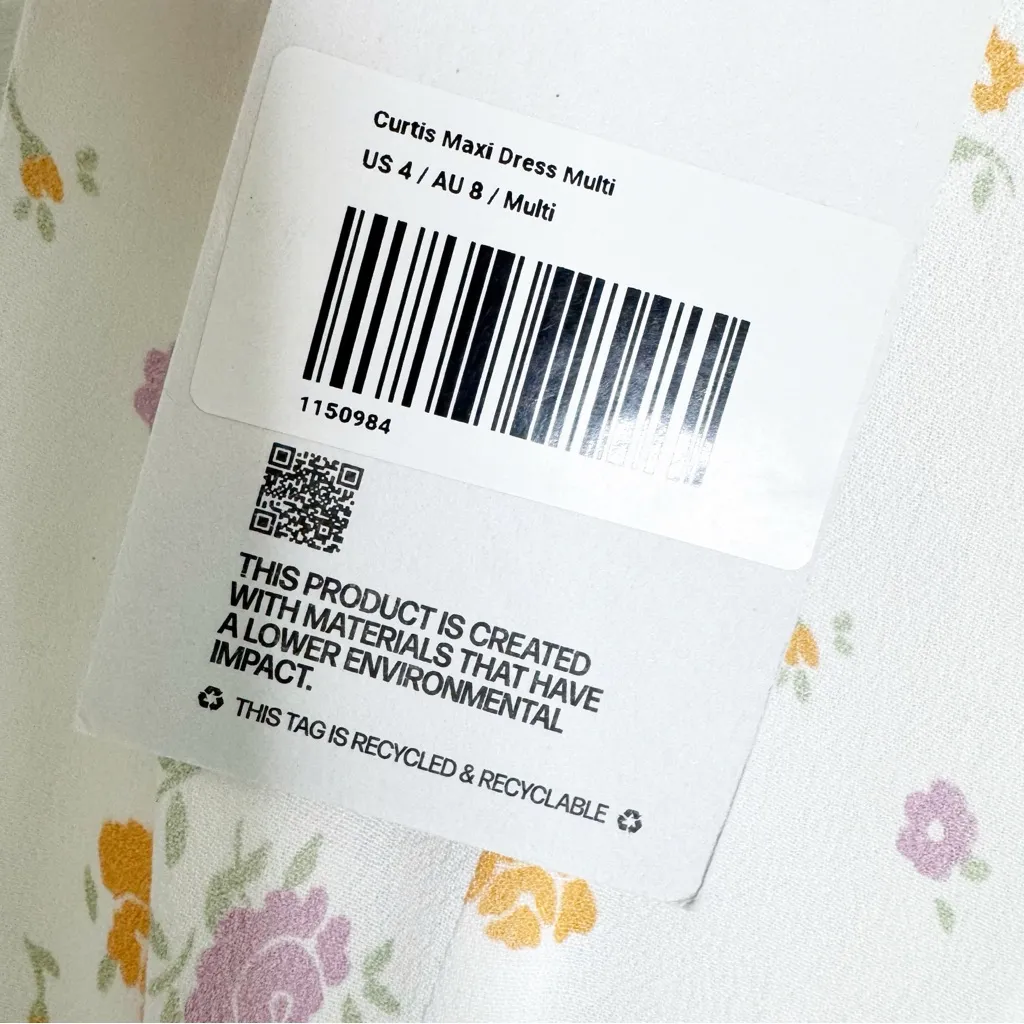 Curtis Maxi Dress Multi
US 4 / AU 8 / Multi
1150984
THIS PRODUCT IS CREATED
WITH MATERIALS THAT HAVE
A LOWER ENVIRONMENTAL
IMPACT.
THIS TAG IS RECYCLED & RECYCLABLE